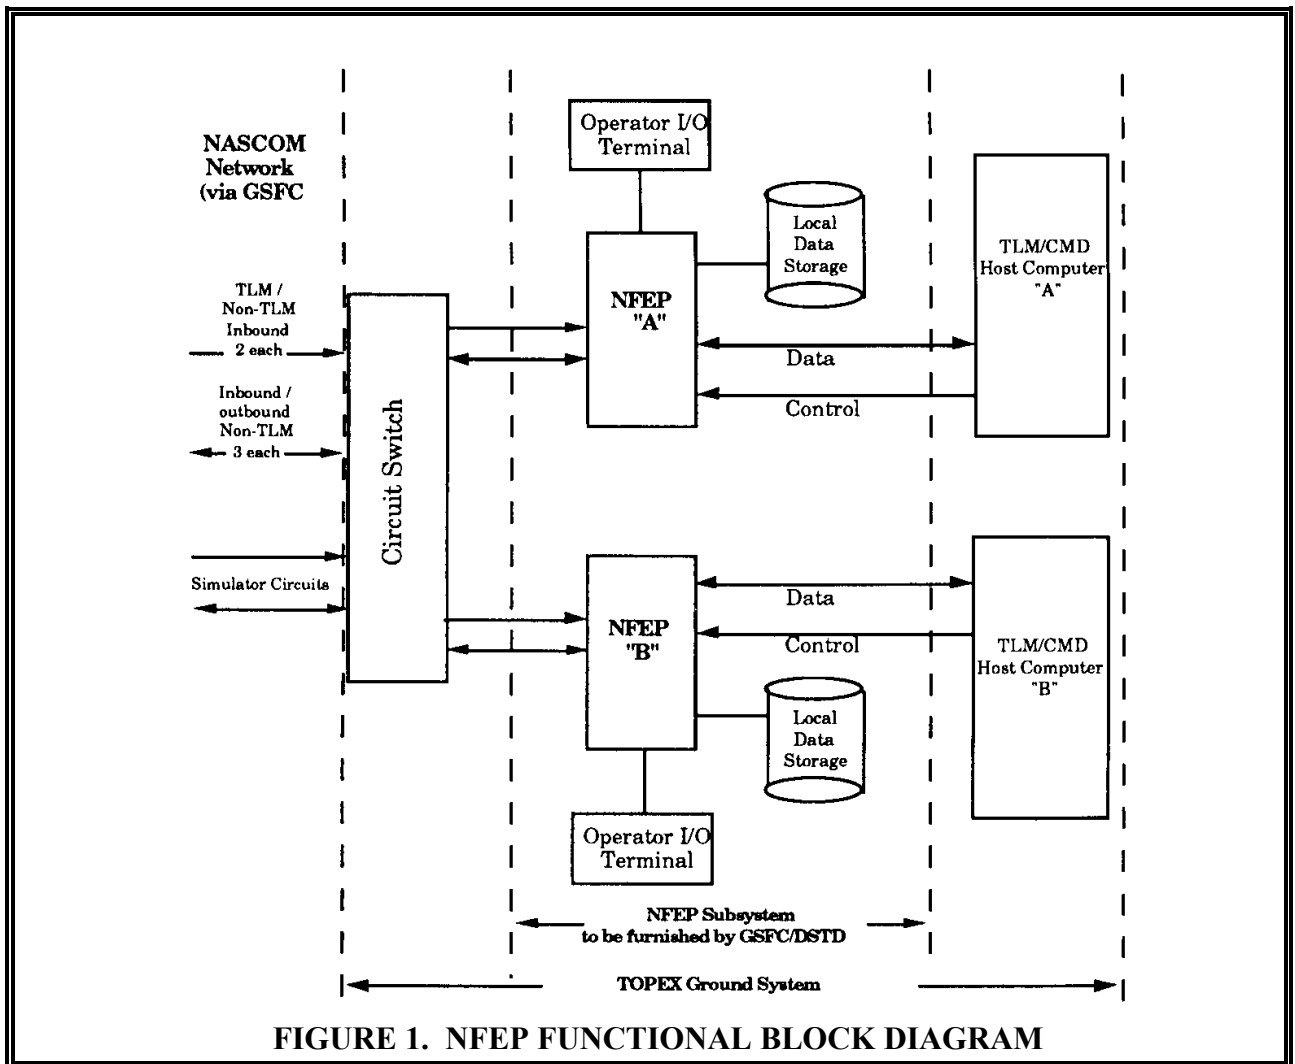 NASCOM
Network
(via GSFC
TLM /
Non-TLM
Inbound
2 each
Inbound /
outbound
Non-TLM
3 each
Simulator Circuits
Circuit Switch
Operator I/O
Terminal
NFEP
"A"
Local
Data
Storage
Data
Control
TLM/CMD
Host Computer
"A"
NFEP
"B"
Data
Control
Local
Data
Storage
TLM/CMD
Host Computer
"B"
Operator I/O
Terminal
NFEP Subsystem
to be furnished by GSFC/DSTD
TOPEX Ground System
FIGURE 1. NFEP FUNCTIONAL BLOCK DIAGRAM